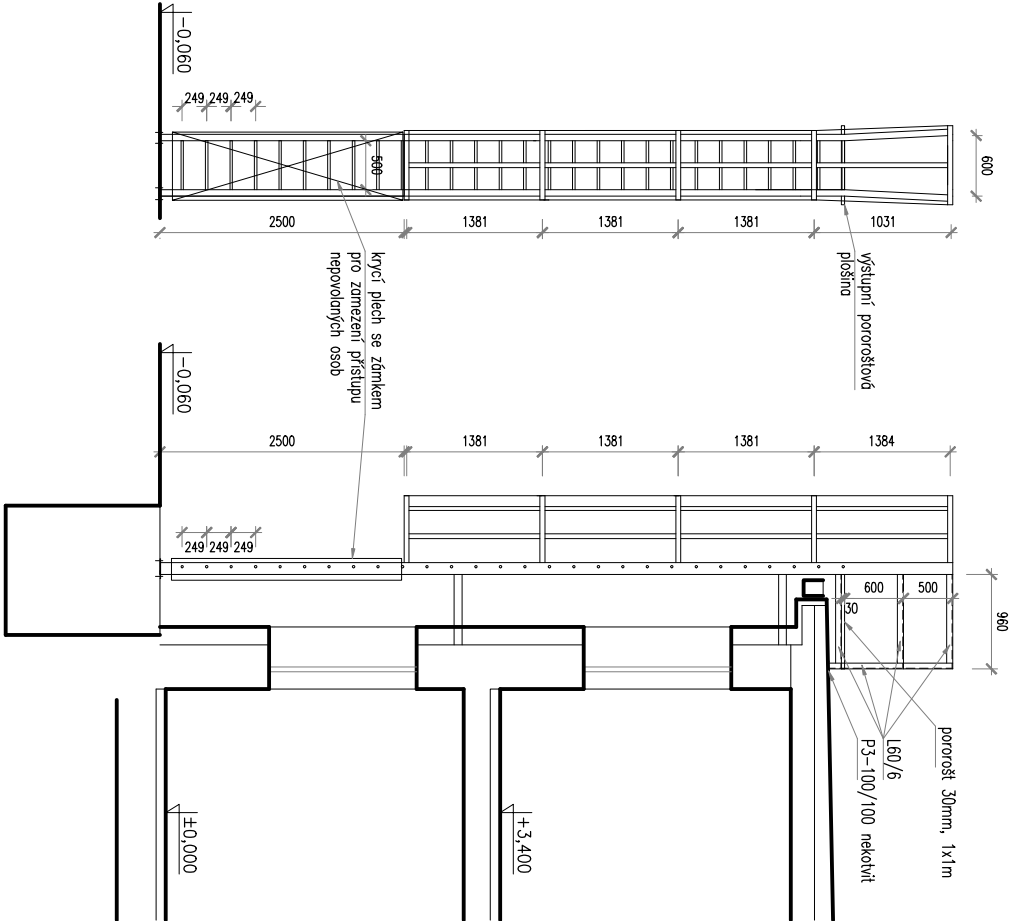 -0,060
249 249 249
500
600
2500
1381
1381
1381
1031
výstupní pororoštová
plošina
krycí plech se zámkem
pro zamezení přístupu
nepovolaných osob
-0,060
2500
1381
1381
1381
1384
249 249 249
600
500
30
960
pororošt 30mm, 1x1m
L60/6
P3-100/100 nekotvit
±0,000
+3,400